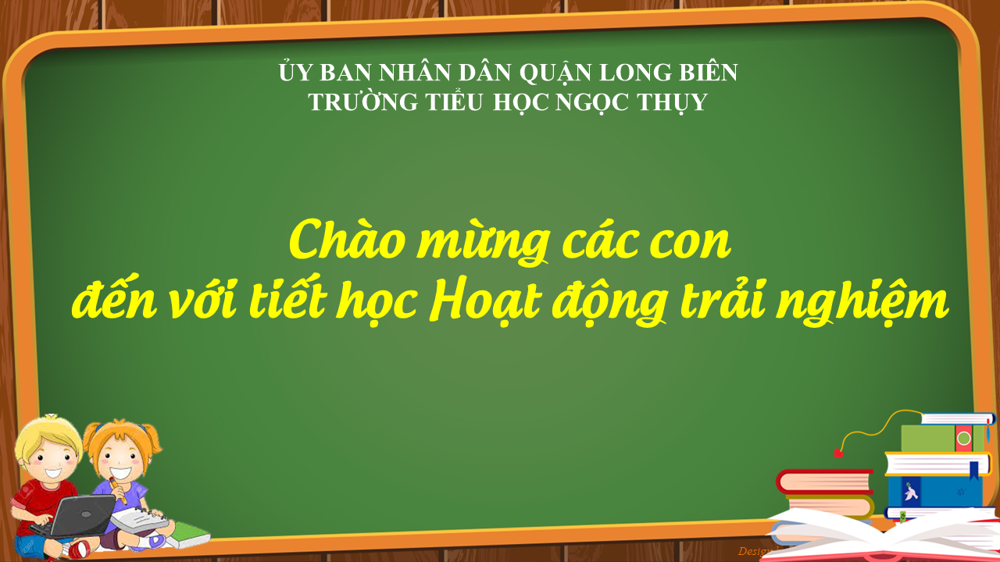 ỦY BAN NHÂN DÂN QUẬN LONG BIÊN
TRƯỜNG TIỂU HỌC NGỌC THỤY
Chào mừng các con
đến với tiết học Hoạt động trải nghiệm
Design